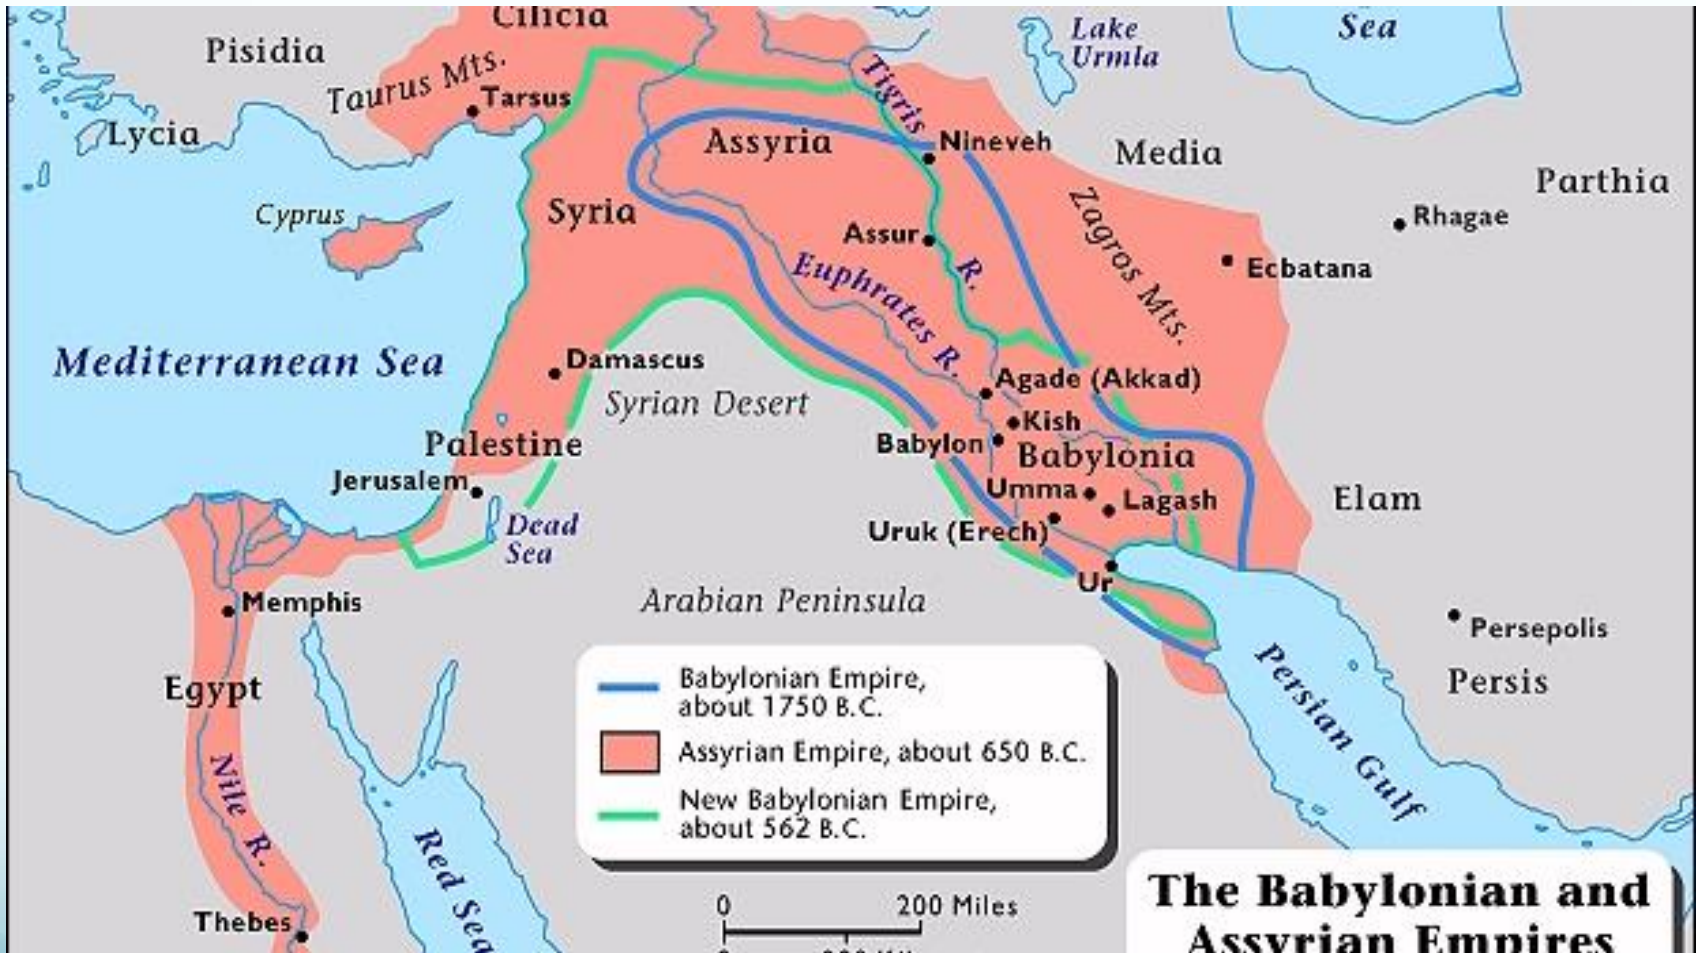 Cilicia
Pisidia
Taurus Mts.
Tarsus
Lycia
Lake
Urmla
Sea
Tigris
R.
Assyria
Nineveh
Media
Parthia
Cyprus
Syria
Assur
Zagros Mts.
Rhagae
Ecbatana
Euphrates R.
Mediterranean Sea
Damascus
Syrian Desert
Agade (Akkad)
Kish
Babylon
Babylonia
Palestine
Jerusalem
Umma
Lagash
Elam
Dead
Sea
Uruk (Erech)
Ur
Memphis
Arabian Peninsula
Persepolis
Persis
Egypt
Persian Gulf
Nile R.
Red Sea
Thebes
Babylonian Empire,
about 1750 B.C.
Assyrian Empire, about 650 B.C.
New Babylonian Empire,
about 562 B.C.
0 200 Miles
The Babylonian and
Assyrian Empires